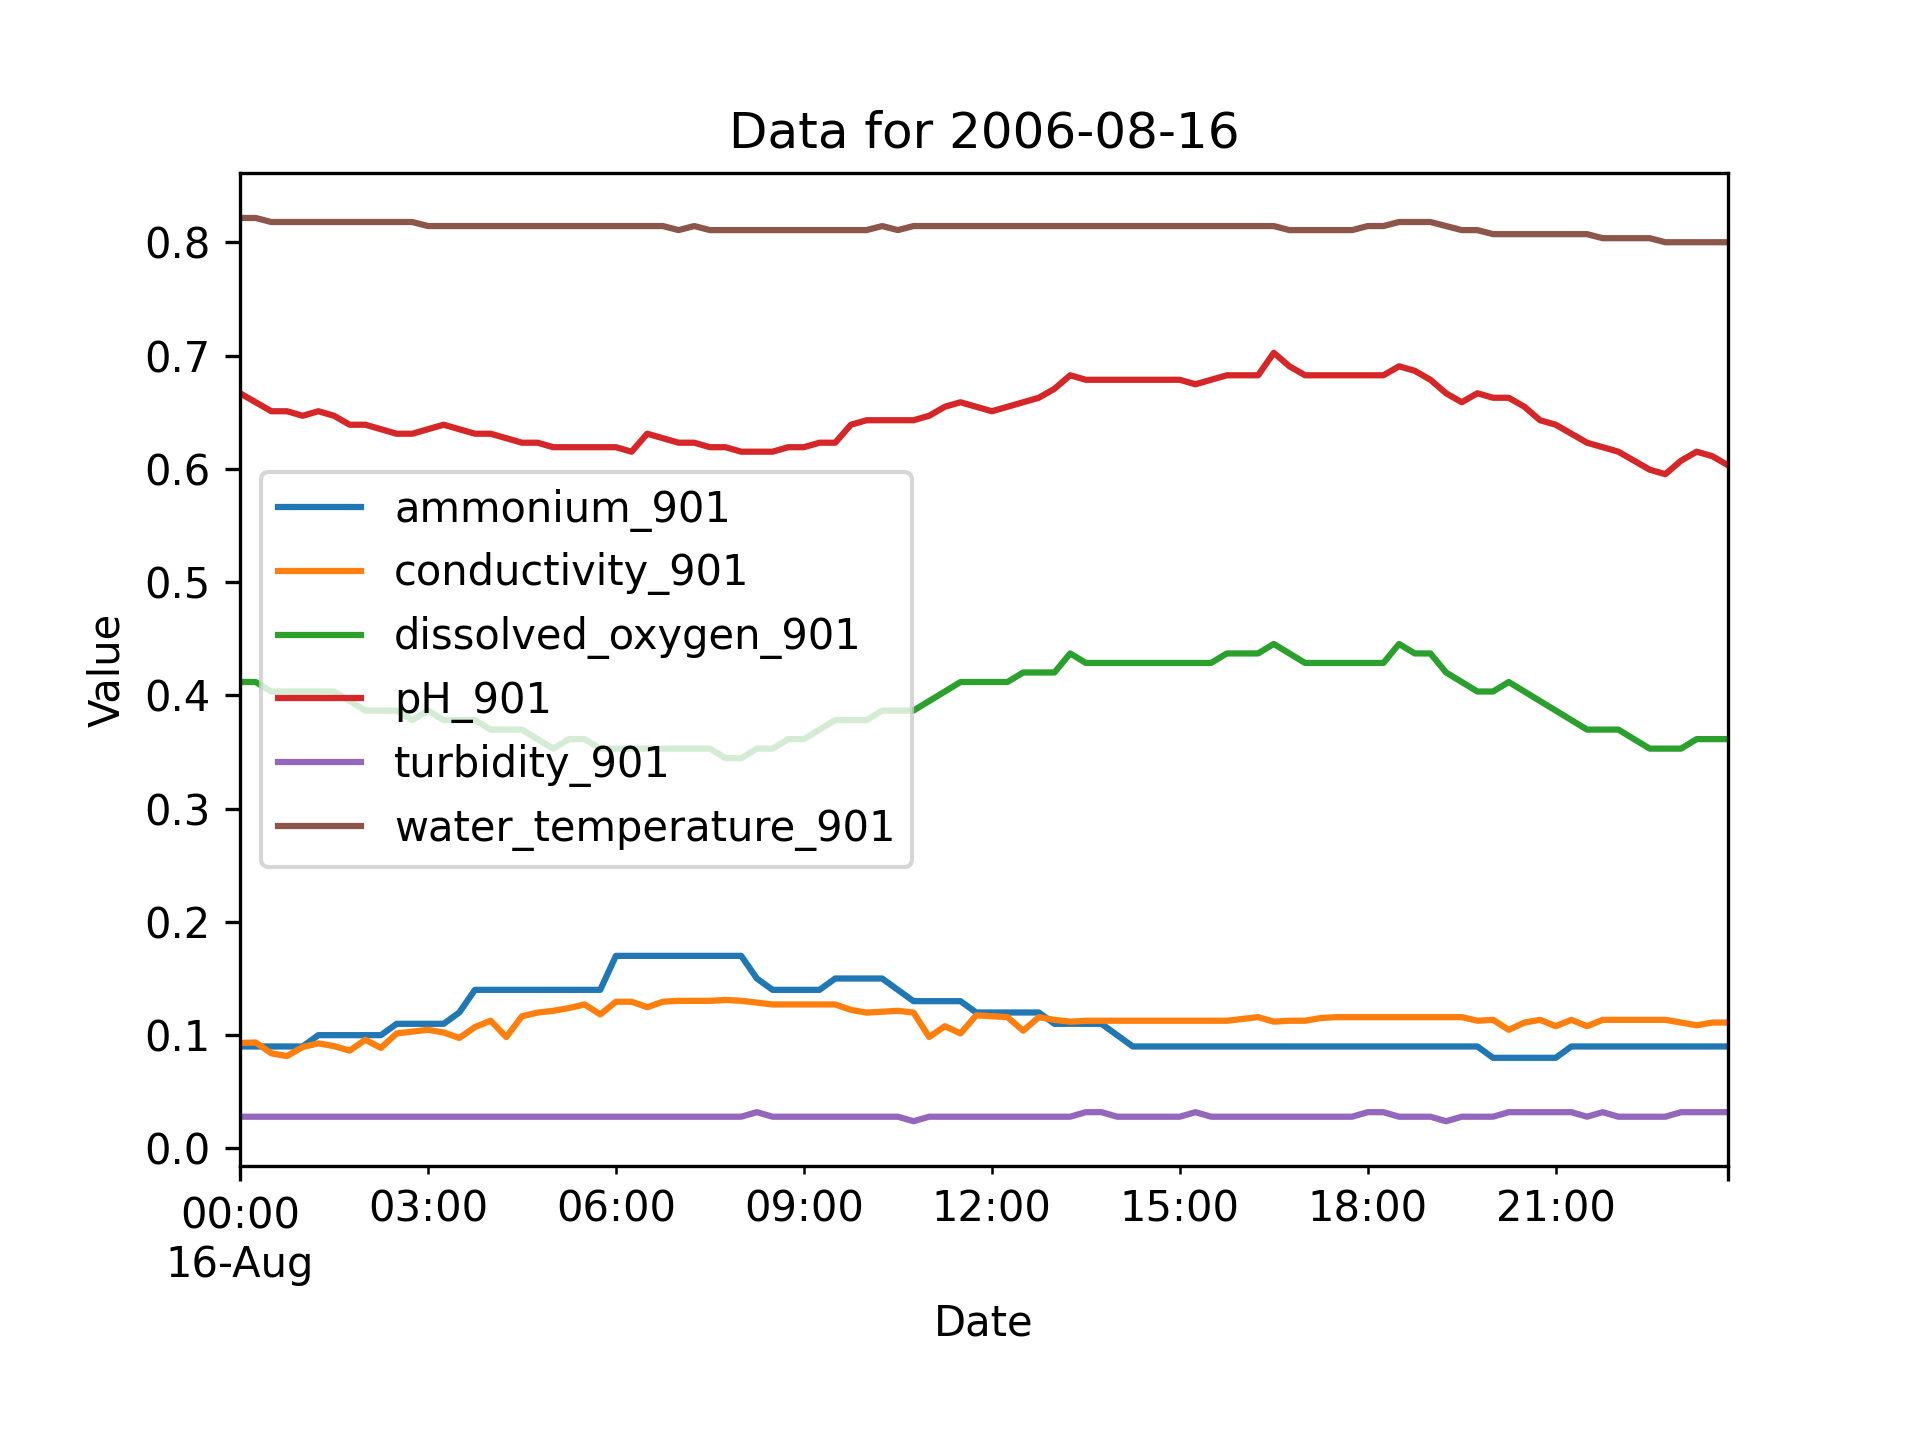 Data for 2006-08-16
Value
0.8
0.7
0.6
0.5
0.4
0.3
0.2
0.1
0.0
ammonium_901
conductivity_901
dissolved_oxygen_901
pH_901
turbidity_901
water_temperature_901
00:00 03:00 06:00 09:00 12:00 15:00 18:00 21:00
16-Aug
Date